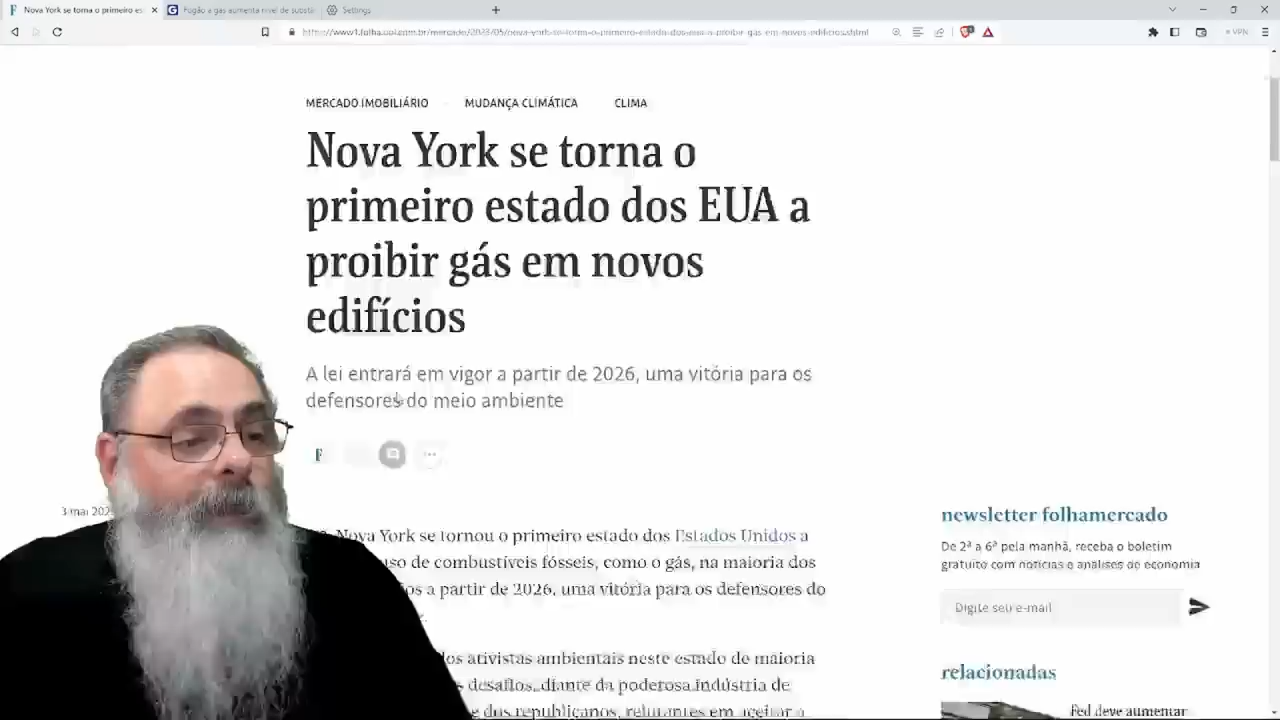 Nova York se torna o primeiro es
Fogão a gás aumenta nível de substâ
Settings
https://www1.folha.uol.com.br/mercado/2023/05/nova-york-se-torna-o-primeiro-estado-dos-eua-a-proibir-gas-em-novos-edificios.shtml
VPN
MERCADO IMOBILIÁRIO
MUDANÇA CLIMÁTICA
CLIMA
Nova York se torna o
primeiro estado dos EUA a
proibir gás em novos
edifícios
A lei entrará em vigor a partir de 2026, uma vitória para os
defensores do meio ambiente
F
3 mai 202
Nova York se tornou o primeiro estado dos Estados Unidos a
uso de combustíveis fósseis, como o gás, na maioria dos
os a partir de 2026, uma vitória para os defensores do
los ativistas ambientais neste estado de maioria
desafios, diante da poderosa indústria de
dos republicanos, relutantes em aceitar a
newsletter folhamercado
De 2ª a 6ª pela manhã, receba o boletim
gratuito com notícias e análises de economia
Digite seu e-mail
relacionadas
Fed deve aumentar